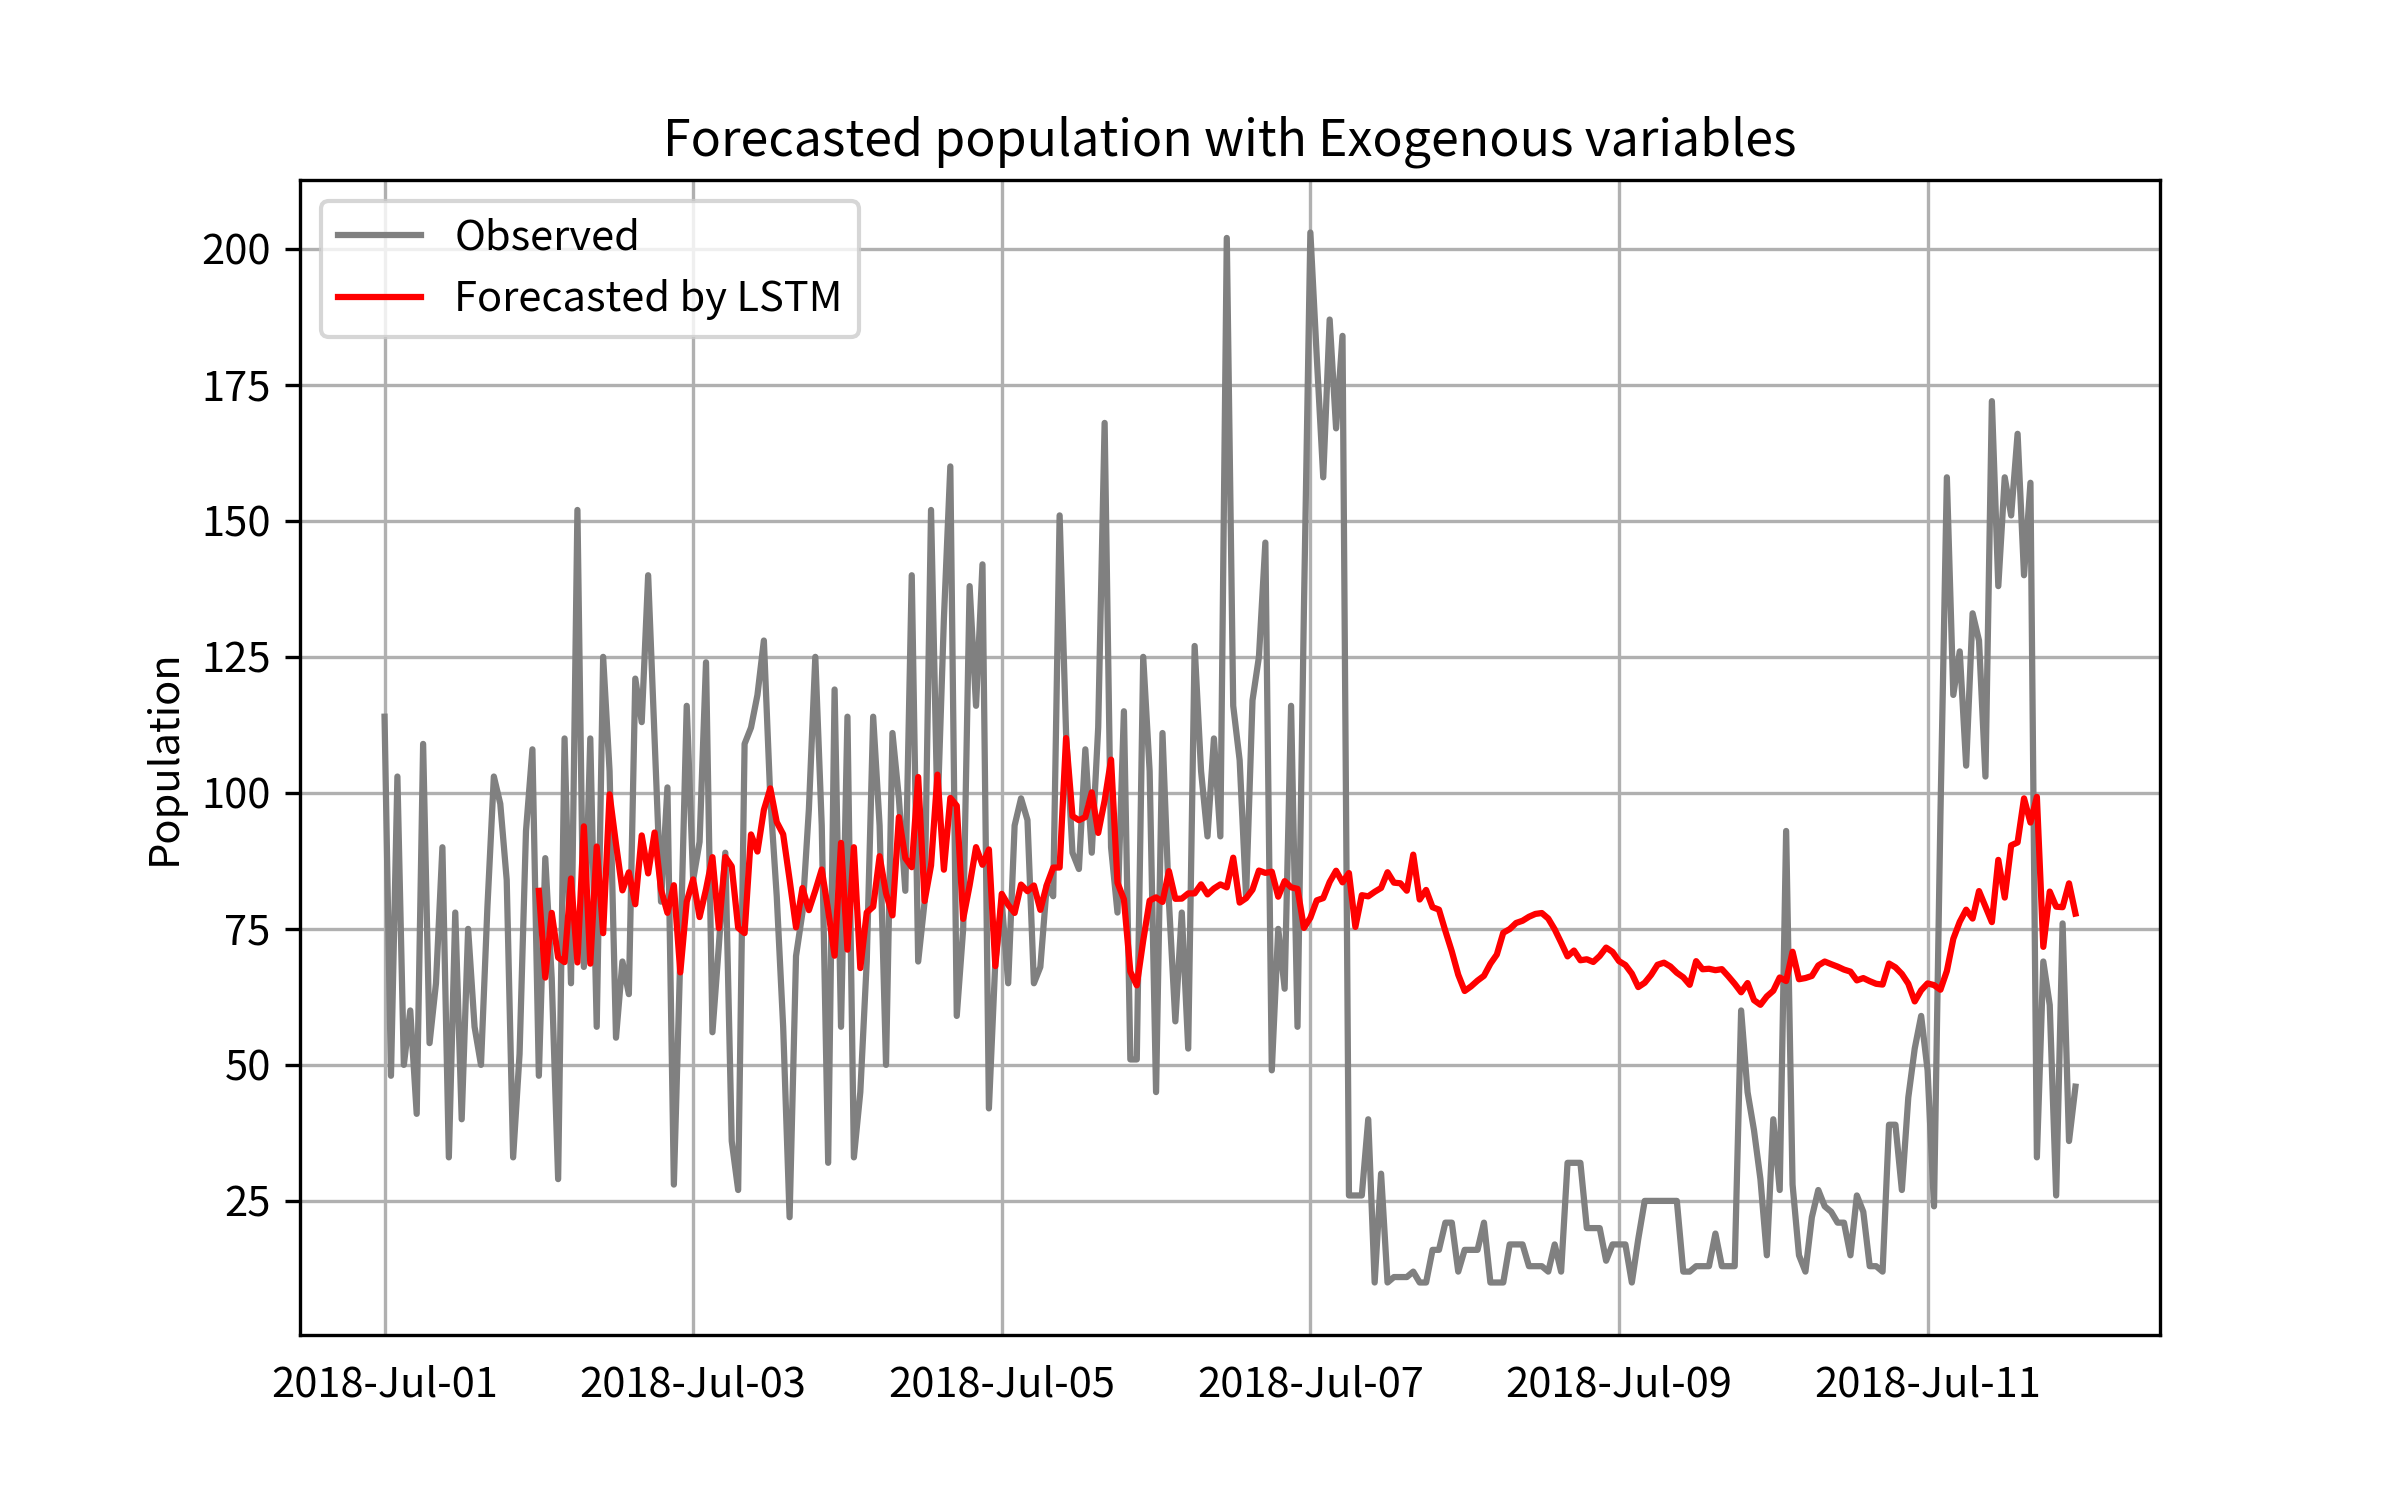 Forecasted population with Exogenous variables
Observed
Forecasted by LSTM
Population
200
175
150
125
100
75
50
25
2018-Jul-01 2018-Jul-03 2018-Jul-05 2018-Jul-07 2018-Jul-09 2018-Jul-11